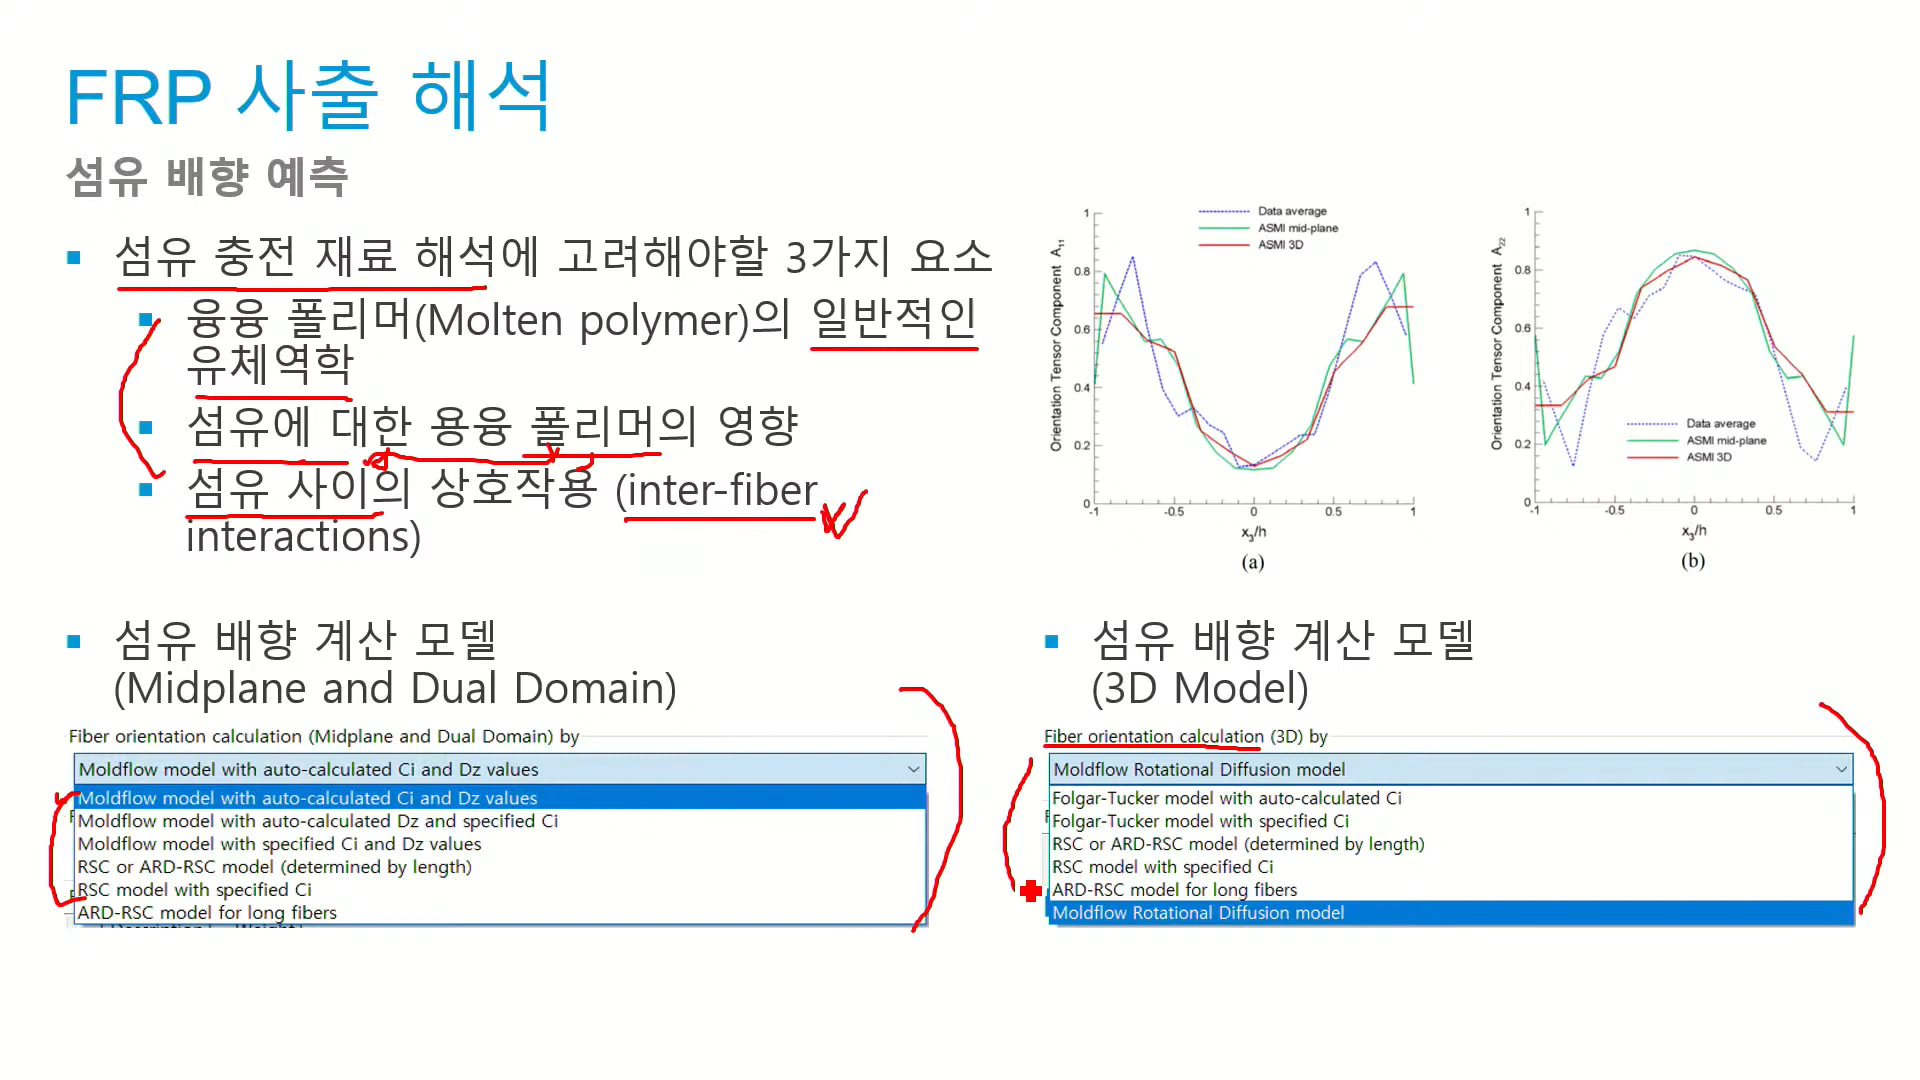 FRP 사출 해석
섬유 배향 예측
섬유 충전 재료 해석에 고려해야할 3가지 요소
융융 폴리머(Molten polymer)의 일반적인
유체역학
섬유에 대한 용융 폴리머의 영향
섬유 사이의 상호작용 (inter-fiber
interactions)
Orientation Tensor Component A11
1
0.8
0.6
0.4
0.2
0
-1
-0.5
0
0.5
1
x3/h
(a)
Data average
ASMI mid-plane
ASMI 3D
Orientation Tensor Component A22
1
0.8
0.6
0.4
0.2
0
-1
-0.5
0
0.5
1
x3/h
(b)
Data average
ASMI mid-plane
ASMI 3D
섬유 배향 계산 모델
(Midplane and Dual Domain)
Fiber orientation calculation (Midplane and Dual Domain) by
Moldflow model with auto-calculated Ci and Dz values
Moldflow model with auto-calculated Ci and Dz values
Moldflow model with auto-calculated Dz and specified Ci
Moldflow model with specified Ci and Dz values
RSC or ARD-RSC model (determined by length)
RSC model with specified Ci
ARD-RSC model for long fibers
섬유 배향 계산 모델
(3D Model)
Fiber orientation calculation (3D) by
Moldflow Rotational Diffusion model
Folgar-Tucker model with auto-calculated Ci
Folgar-Tucker model with specified Ci
RSC or ARD-RSC model (determined by length)
RSC model with specified Ci
ARD-RSC model for long fibers
Moldflow Rotational Diffusion model